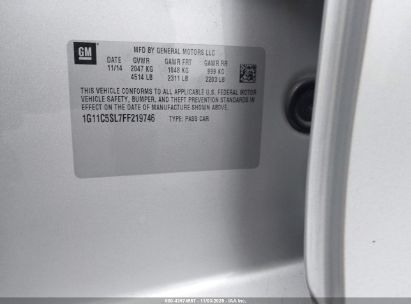 GM
MFD BY GENERAL MOTORS LLC
DATE GVWR GAWR FRT GAWR RR
11/14 2047 KG 1048 KG 999 KG
4514 LB 2311 LB 2203 LB
THIS VEHICLE CONFORMS TO ALL APPLICABLE U.S. FEDERAL MOTOR
VEHICLE SAFETY, BUMPER, AND THEFT PREVENTION STANDARDS IN
EFFECT ON THE DATE OF MANUFACTURE SHOWN ABOVE.
1G11C5SL7FF219746 TYPE: PASS CAR